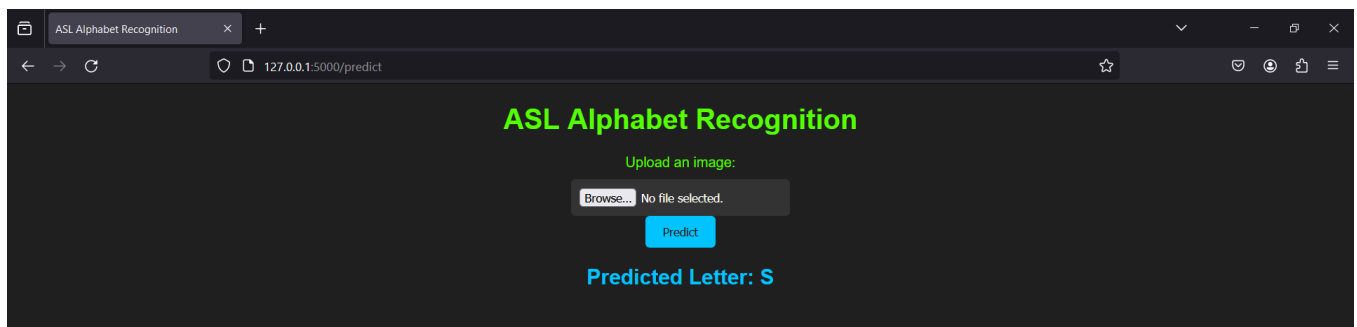 ASL Alphabet Recognition
127.0.0.1:5000/predict
ASL Alphabet Recognition
Upload an image:
Browse... No file selected.
Predict
Predicted Letter: S